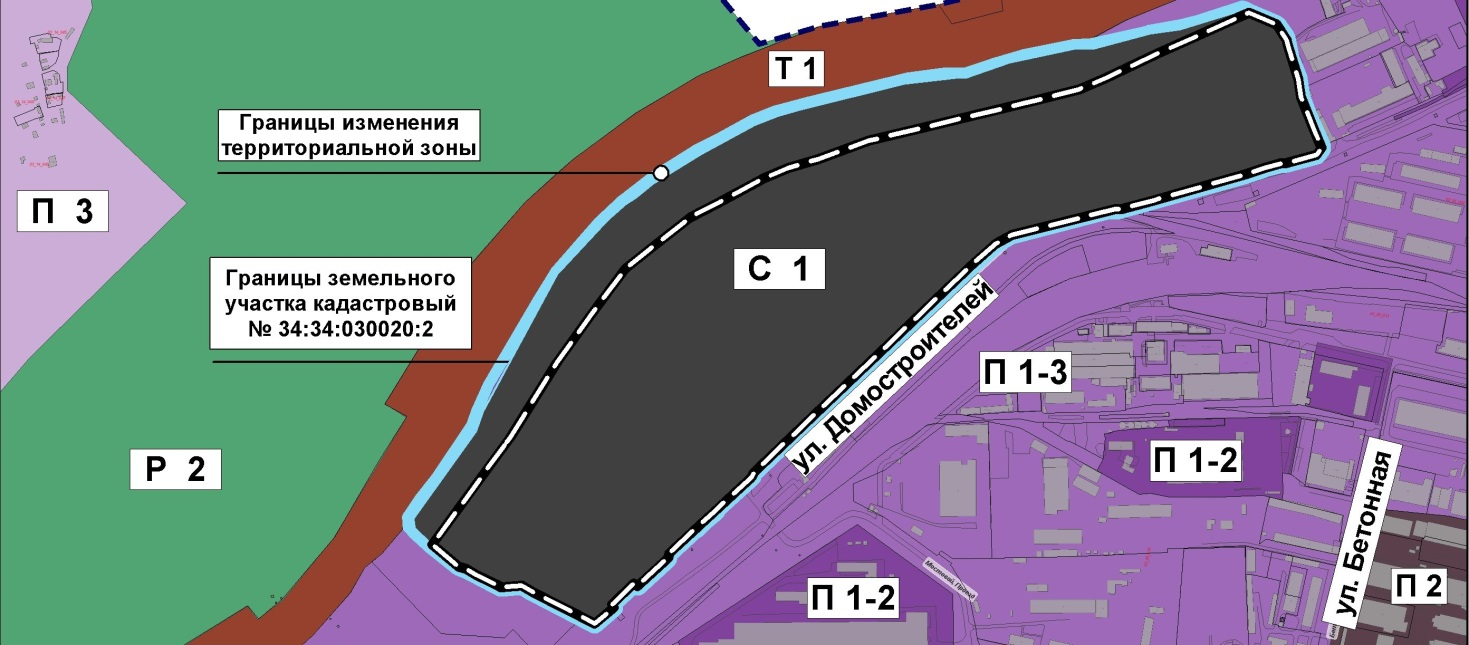 Т 1
Границы изменения
территориальной зоны
П 3
Границы земельного
участка кадастровый
№ 34:34:030020:2
С 1
ул. Домостроителей
П 1-3
Р 2
П 1-2
ул. Бетонная
П 1-2
П 2